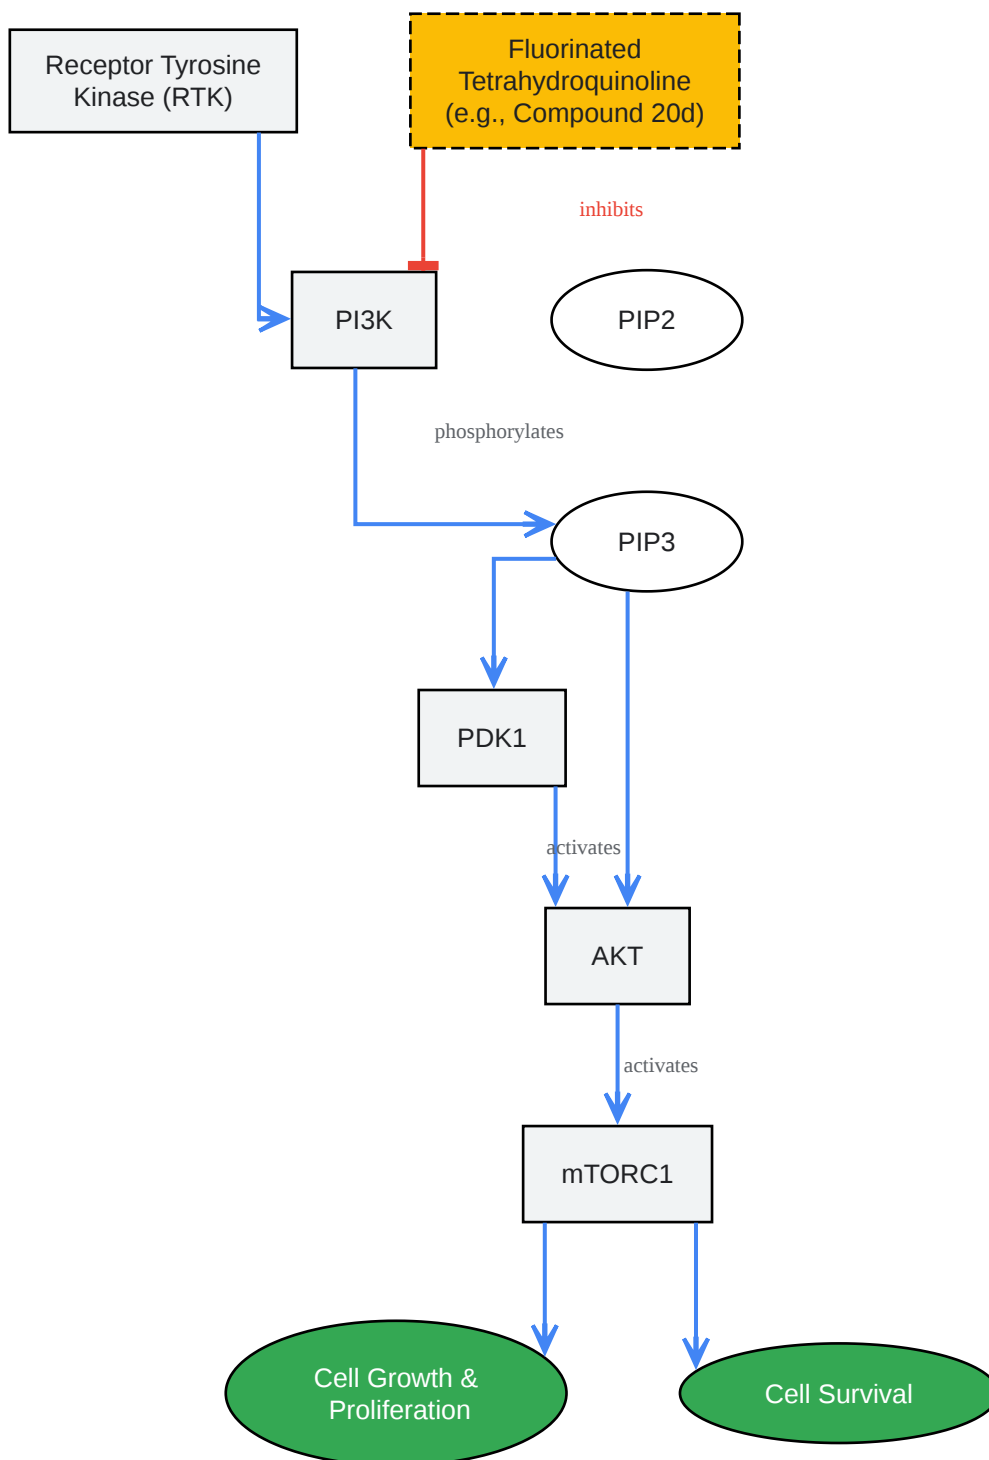 Receptor Tyrosine
Kinase (RTK)
Fluorinated
Tetrahydroquinoline
(e.g., Compound 20d)
inhibits
PI3K
PIP2
phosphorylates
PIP3
PDK1
activates
AKT
activates
mTORC1
Cell Growth &
Proliferation
Cell Survival